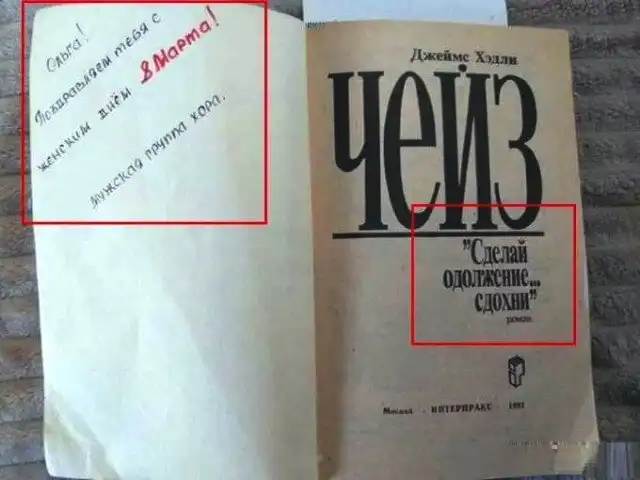 Ольга!
Поздравляем тебя с
женским днём 8 Марта!
Мужская группа хора.
Джеймс Хэдли
Чейз
"Сделай
одолжение...
сдохни"
роман
Москва · ИНТЕРПРАКС ·